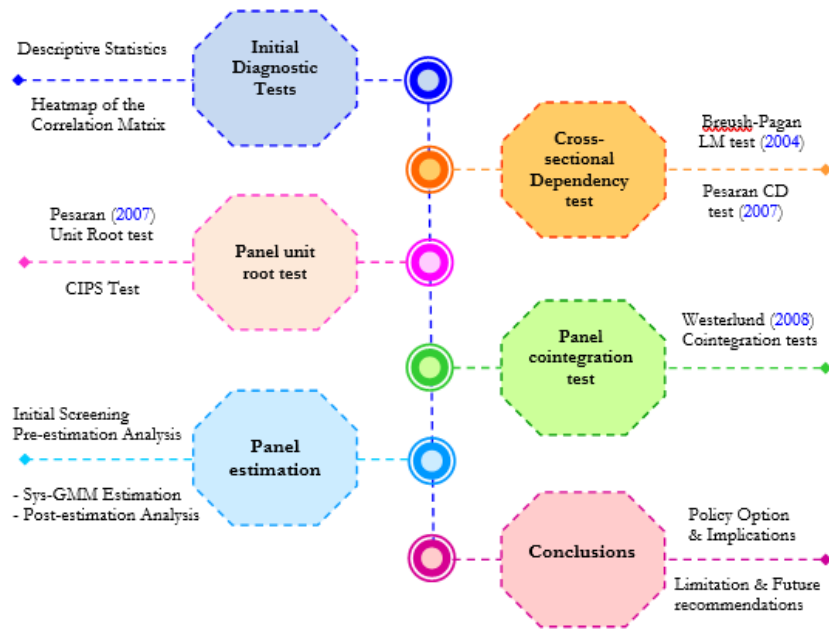 Descriptive Statistics
Heatmap of the
Correlation Matrix
Initial
Diagnostic
Tests
Cross-
sectional
Dependency
test
Breush-Pagan
LM test (2004)
Pesaran CD
test (2007)
Pesaran (2007)
Unit Root test
CIPS Test
Panel unit
root test
Panel
cointegration
test
Westerlund (2008)
Cointegration tests
Initial Screening
Pre-estimation Analysis
- Sys-GMM Estimation
- Post-estimation Analysis
Panel
estimation
Conclusions
Policy Option
& Implications
Limitation & Future
recommendations